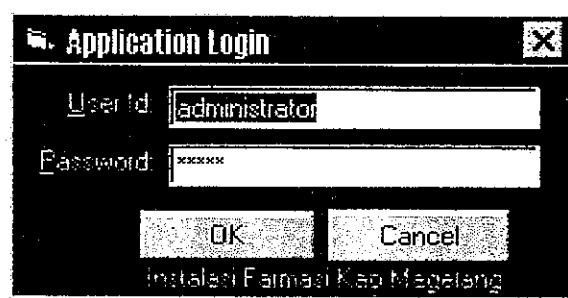 Application Login
User Id:
administrator
Password:
*****
OK
Cancel
Instalasi Farmasi Kab Magelang